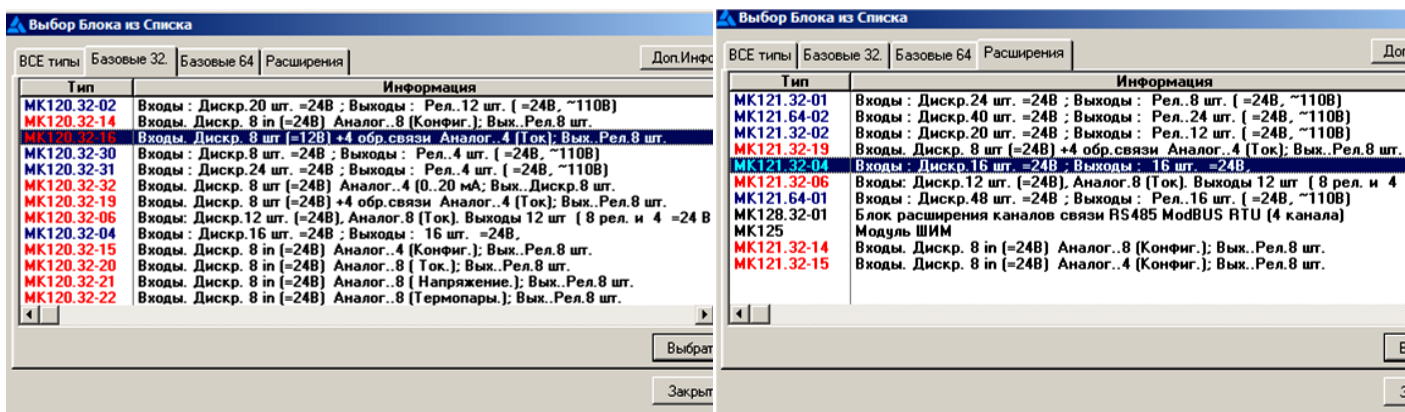 Выбор Блока из Списка
ВСЕ типы Базовые 32. Базовые 64 Расширения Доп.Инфо
Тип Информация
МК120.32-02 Входы : Дискр.20 шт. =24В ; Выходы : Рел..12 шт. ( =24В, ~110В)
МК120.32-14 Входы. Дискр. 8 in (=24В) Аналог..8 (Конфиг.); Вых..Рел.8 шт.
МК120.32-16 Входы. Дискр. 8 шт (=12В) +4 обр.связи Аналог..4 (Ток); Вых..Рел.8 шт.
МК120.32-30 Входы : Дискр.8 шт. =24В ; Выходы : Рел..4 шт. ( =24В, ~110В)
МК120.32-31 Входы : Дискр.24 шт. =24В ; Выходы : Рел..4 шт. ( =24В, ~110В)
МК120.32-32 Входы. Дискр. 8 шт (=24В) Аналог..4 (0..20 мА; Вых..Дискр.8 шт.
МК120.32-19 Входы. Дискр. 8 шт (=24В) +4 обр.связи Аналог..4 (Ток); Вых..Рел.8 шт.
МК120.32-06 Входы: Дискр.12 шт. (=24В), Аналог.8 (Ток). Выходы 12 шт ( 8 рел. и 4 =24 В
МК120.32-04 Входы : Дискр.16 шт. =24В ; Выходы : 16 шт. =24В,
МК120.32-15 Входы. Дискр. 8 in (=24В) Аналог..4 (Конфиг.); Вых..Рел.8 шт.
МК120.32-20 Входы. Дискр. 8 in (=24В) Аналог..8 ( Ток.); Вых..Рел.8 шт.
МК120.32-21 Входы. Дискр. 8 in (=24В) Аналог..8 ( Напряжение.); Вых..Рел.8 шт.
МК120.32-22 Входы. Дискр. 8 in (=24В) Аналог..8 (Термопары.); Вых..Рел.8 шт.
Выбрат
Закрыт
Выбор Блока из Списка
ВСЕ типы Базовые 32. Базовые 64 Расширения Доп
Тип Информация
МК121.32-01 Входы : Дискр.24 шт. =24В ; Выходы : Рел..8 шт. ( =24В, ~110В)
МК121.64-02 Входы : Дискр.40 шт. =24В ; Выходы : Рел..24 шт. ( =24В, ~110В)
МК121.32-02 Входы : Дискр.20 шт. =24В ; Выходы : Рел..12 шт. ( =24В, ~110В)
МК121.32-19 Входы. Дискр. 8 шт (=24В) +4 обр.связи Аналог..4 (Ток); Вых..Рел.8 шт.
МК121.32-04 Входы : Дискр.16 шт. =24В ; Выходы : 16 шт. =24В,
МК121.32-06 Входы: Дискр.12 шт. (=24В), Аналог.8 (Ток). Выходы 12 шт ( 8 рел. и 4
МК121.64-01 Входы : Дискр.48 шт. =24В ; Выходы : Рел..16 шт. ( =24В, ~110В)
МК128.32-01 Блок расширения каналов связи RS485 ModBUS RTU (4 канала)
МК125 Модуль ШИМ
МК121.32-14 Входы. Дискр. 8 in (=24В) Аналог..8 (Конфиг.); Вых..Рел.8 шт.
МК121.32-15 Входы. Дискр. 8 in (=24В) Аналог..4 (Конфиг.); Вых..Рел.8 шт.